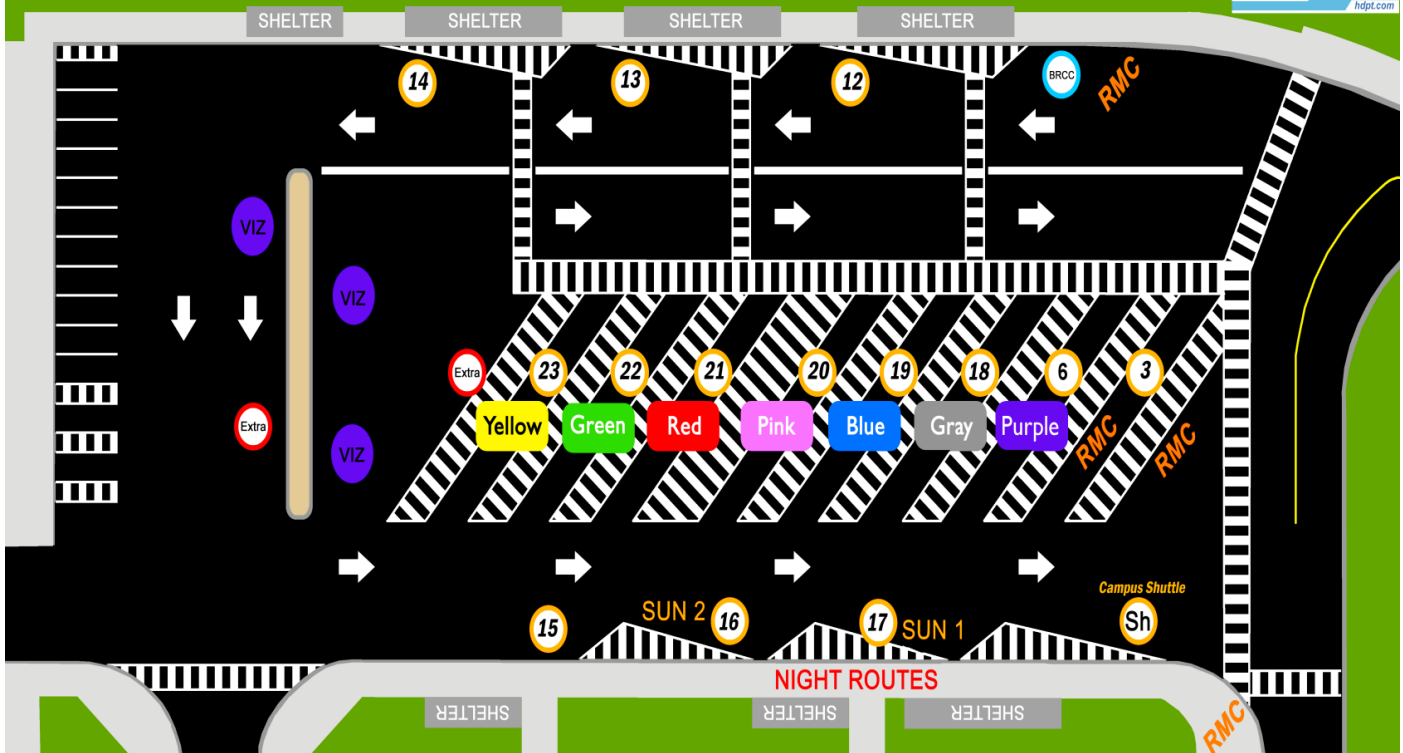 hdpt.com
SHELTER SHELTER SHELTER SHELTER
14 13 12 BRCC RMC
VIZ
VIZ
Extra 23 22 21 20 19 18 6 3
Extra Yellow Green Red Pink Blue Gray Purple RMC RMC
VIZ
Campus Shuttle
15 SUN 2 16 17 SUN 1 Sh
NIGHT ROUTES
SHELTER SHELTER SHELTER RMC